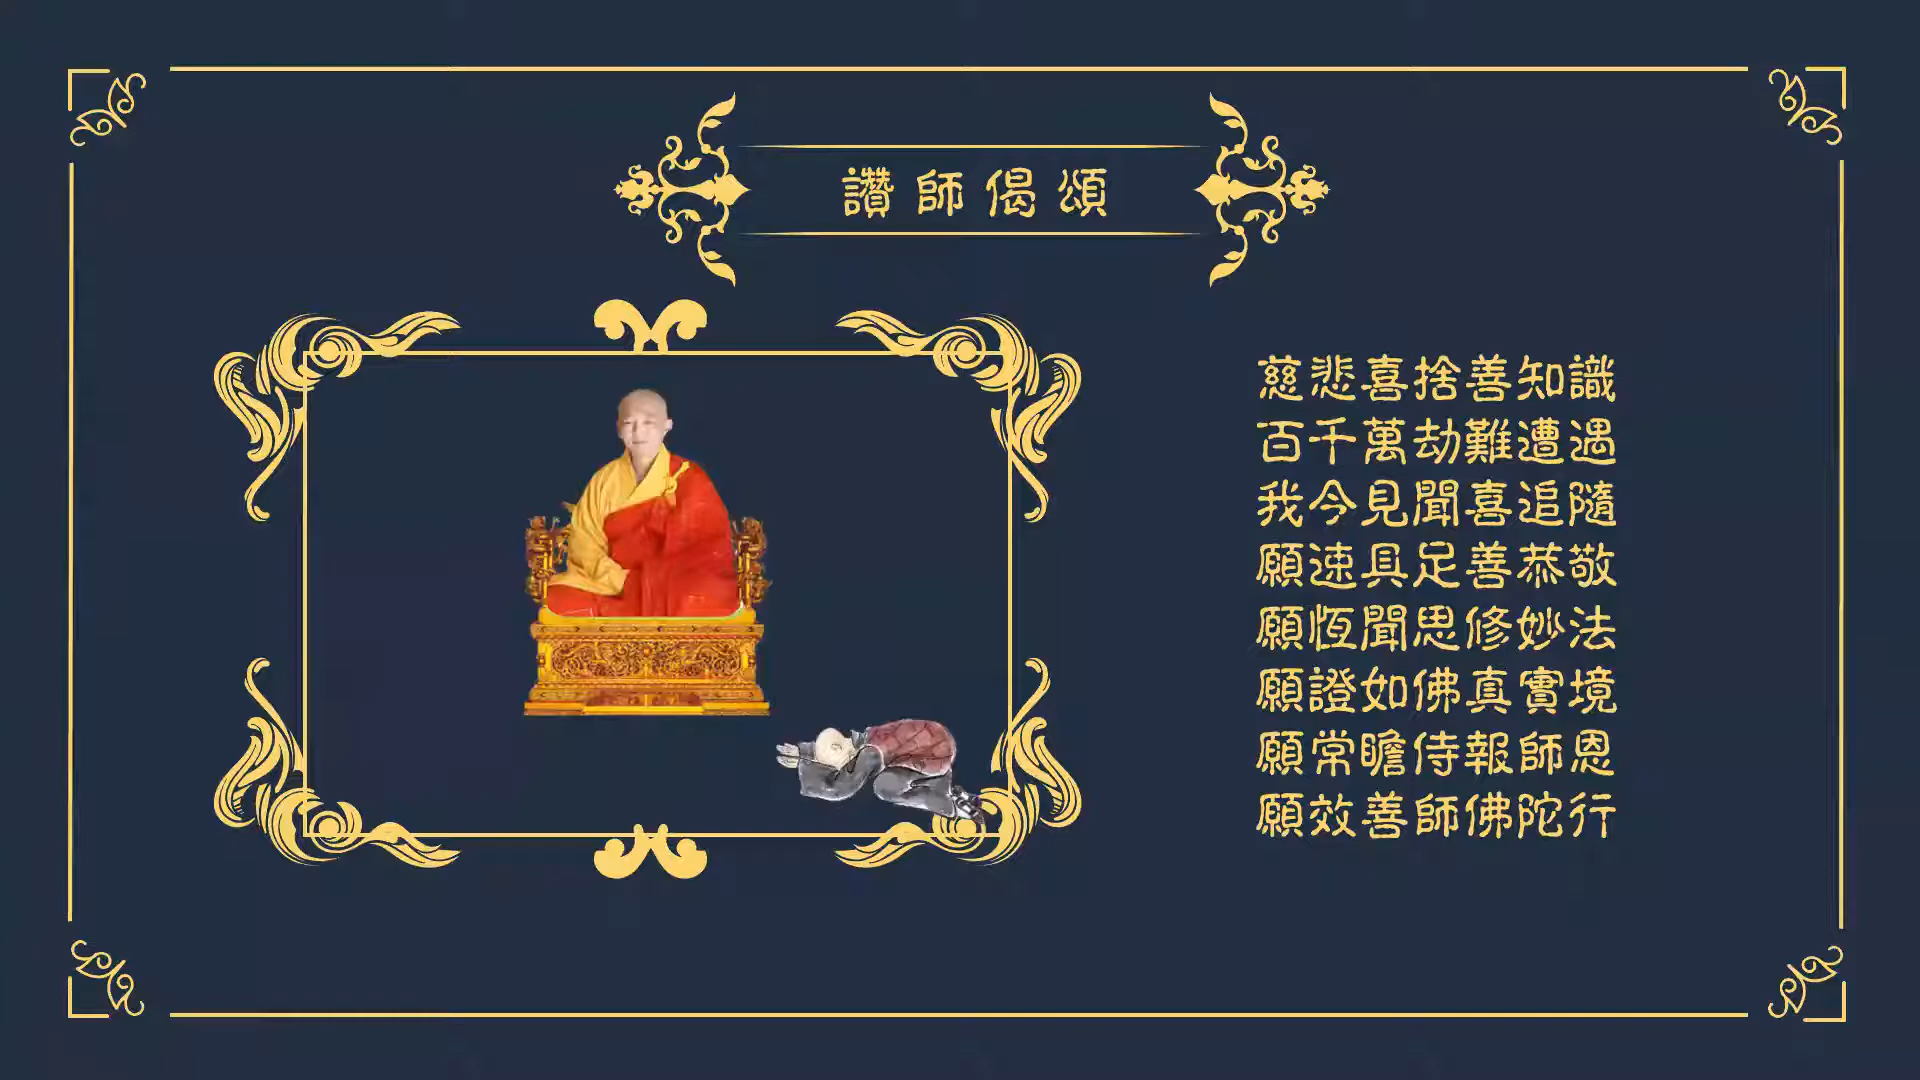 讚師偈頌
慈悲喜捨善知識
百千萬劫難遭遇
我今見聞喜追隨
願速具足善恭敬
願恆聞思修妙法
願證如佛真實境
願常瞻侍報師恩
願效善師佛陀行